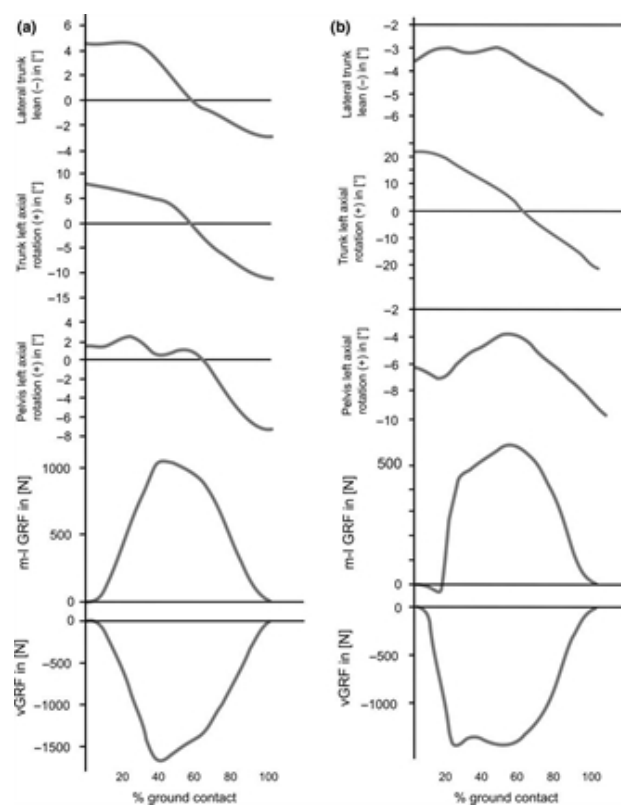 (a)
Lateral trunk
lean (−) in [°]
6
4
2
0
−2
−4
Trunk left axial
rotation (+) in [°]
10
5
0
−5
−10
−15
Pelvis left axial
rotation (+) in [°]
4
2
0
−2
−4
−6
−8
m-l GRF in [N]
1000
500
0
vGRF in [N]
0
−500
−1000
−1500
20 40 60 80 100
% ground contact
(b)
Lateral trunk
lean (−) in [°]
−2
−3
−4
−5
−6
Trunk left axial
rotation (+) in [°]
20
10
0
−10
−20
Pelvis left axial
rotation (+) in [°]
−2
−4
−6
−8
−10
m-l GRF in [N]
500
0
vGRF in [N]
0
−500
−1000
20 40 60 80 100
% ground contact